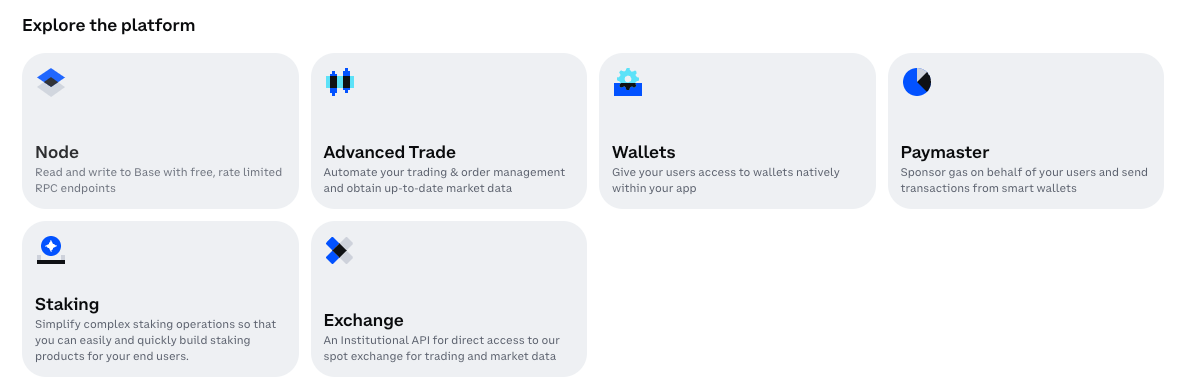 Explore the platform
Node
Read and write to Base with free, rate limited
RPC endpoints
Advanced Trade
Automate your trading & order management
and obtain up-to-date market data
Wallets
Give your users access to wallets natively
within your app
Paymaster
Sponsor gas on behalf of your users and send
transactions from smart wallets
Staking
Simplify complex staking operations so that
you can easily and quickly build staking
products for your end users.
Exchange
An Institutional API for direct access to our
spot exchange for trading and market data